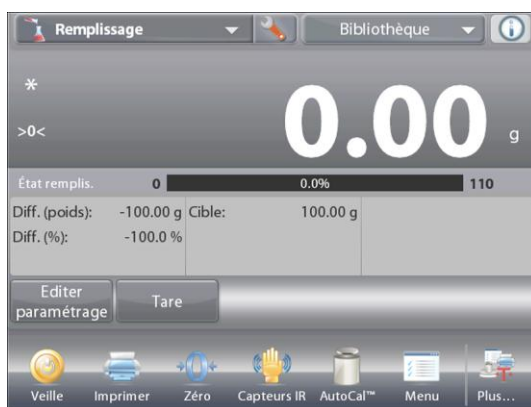 Remplissage Bibliothèque
*
>0<
0.00 g
État remplis. 0 0.0% 110
Diff. (poids): -100.00 g Cible: 100.00 g
Diff. (%): -100.0 %
Editer
paramétrage
Tare
Veille Imprimer Zéro Capteurs IR AutoCal™ Menu Plus...